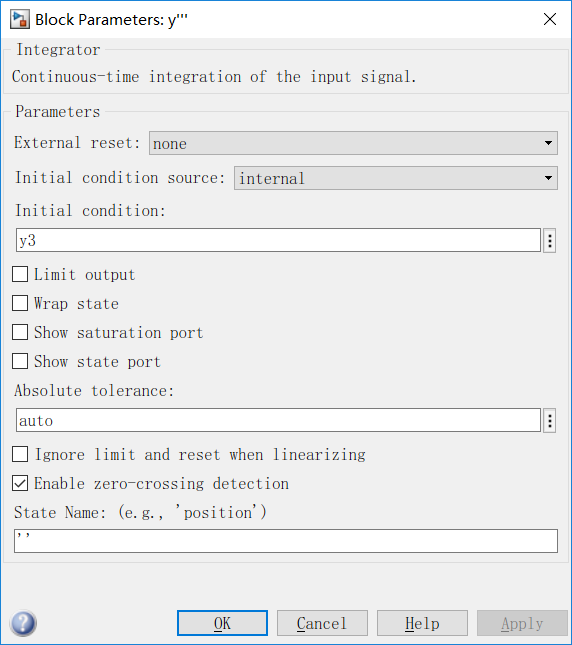 Block Parameters: y'''
Integrator
Continuous-time integration of the input signal.
Parameters
External reset: none
Initial condition source: internal
Initial condition:
y3
Limit output
Wrap state
Show saturation port
Show state port
Absolute tolerance:
auto
Ignore limit and reset when linearizing
Enable zero-crossing detection
State Name: (e.g., 'position')
''
? OK Cancel Help Apply